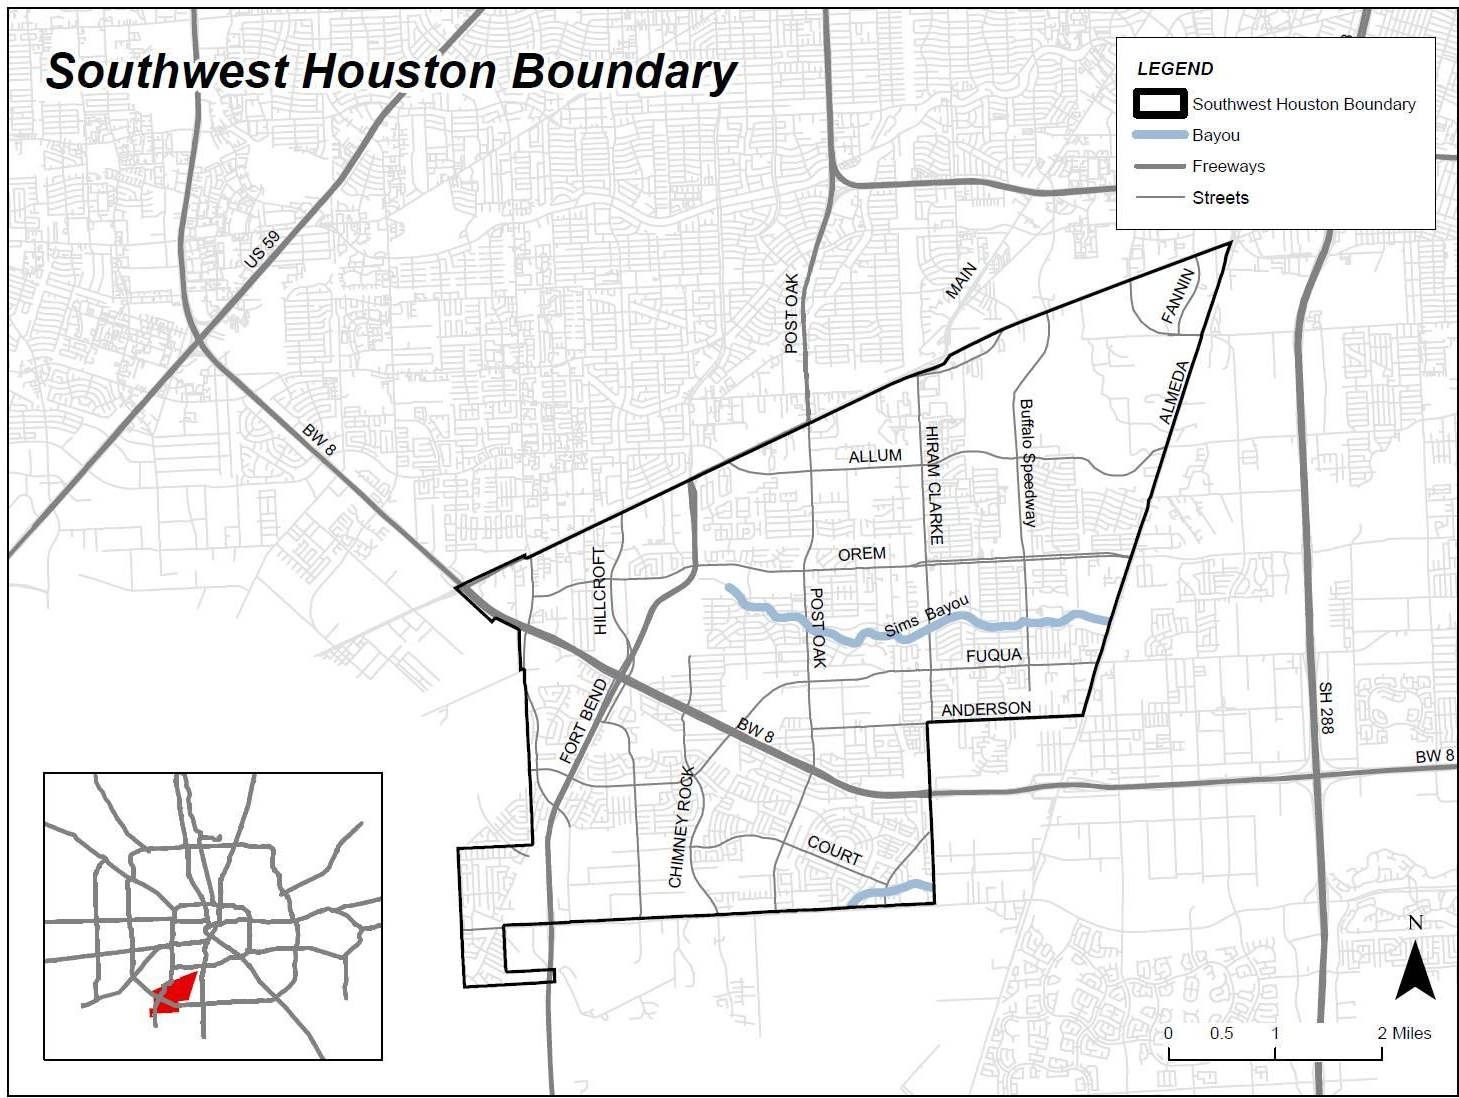 Southwest Houston Boundary
LEGEND
Southwest Houston Boundary
Bayou
Freeways
Streets
US 59
POST OAK
MAIN
FANNIN
ALMEDA
BW 8
ALLUM
HIRAM CLARKE
Buffalo Speedway
HILLCROFT
OREM
POST OAK
Sims Bayou
FUQUA
FORT BEND
ANDERSON
BW 8
SH 288
BW 8
CHIMNEY ROCK
COURT
N
0 0.5 1 2 Miles